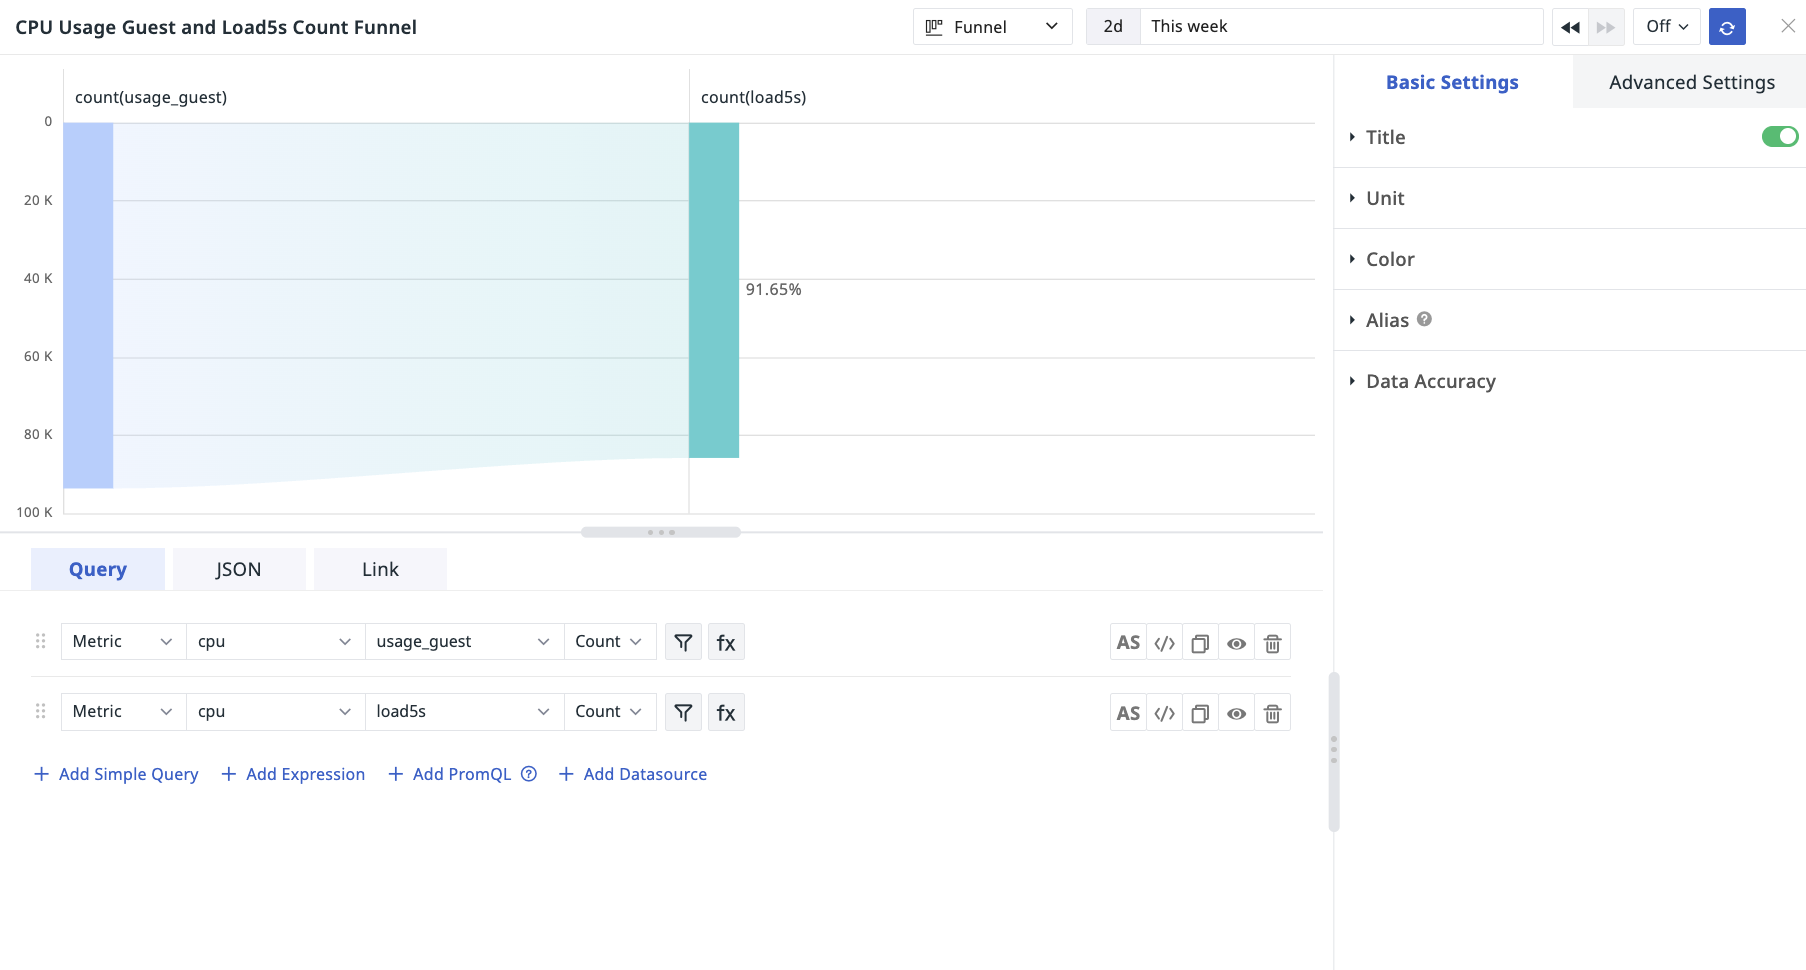 CPU Usage Guest and Load5s Count Funnel
Funnel
2d This week
Off
Basic Settings
Advanced Settings
count(usage_guest)
count(load5s)
0
20 K
40 K
60 K
80 K
100 K
91.65%
Title
Unit
Color
Alias ?
Data Accuracy
Query
JSON
Link
Metric cpu usage_guest Count fx AS </>
Metric cpu load5s Count fx AS </>
+ Add Simple Query + Add Expression + Add PromQL ? + Add Datasource